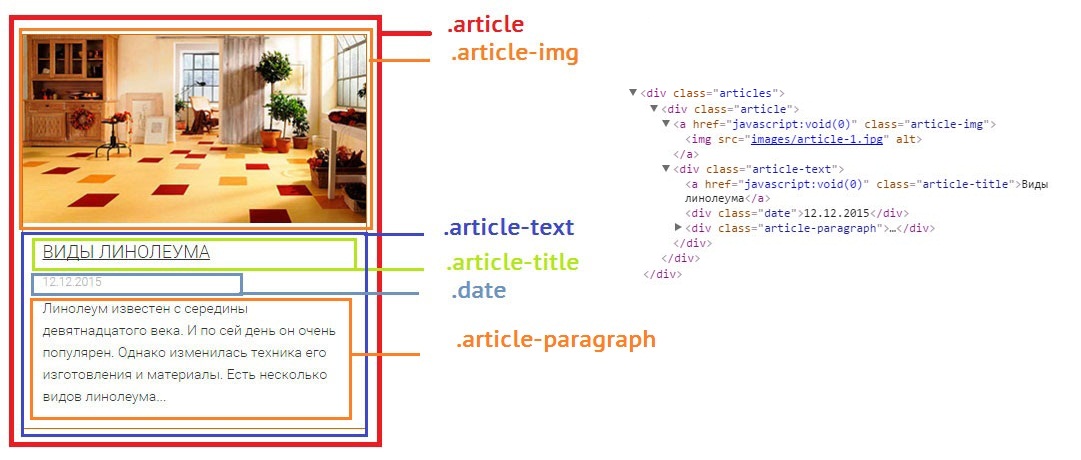 .article
.article-img
.article-text
.article-title
.date
.article-paragraph
ВИДЫ ЛИНОЛЕУМА
12.12.2015
Линолеум известен с середины
девятнадцатого века. И по сей день он очень
популярен. Однако изменилась техника его
изготовления и материалы. Есть несколько
видов линолеума...
▼<div class="articles">
▼<div class="article">
▼<a href="javascript:void(0)" class="article-img">
<img src="images/article-1.jpg" alt>
</a>
▼<div class="article-text">
<a href="javascript:void(0)" class="article-title">Виды
линолеума</a>
<div class="date">12.12.2015</div>
▶<div class="article-paragraph">…</div>
</div>
</div>
</div>